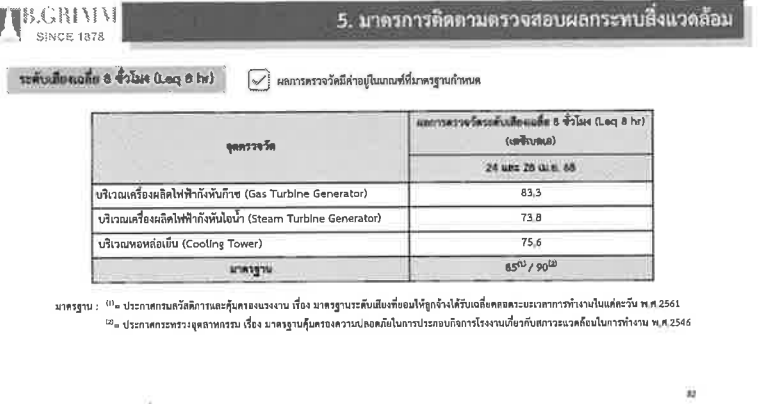 B.GRIMM
SINCE 1878
5. มาตรการติดตามตรวจสอบผลกระทบสิ่งแวดล้อม
ระดับเสียงเฉลี่ย 8 ชั่วโมง (Leq 8 hr)
ผลการตรวจวัดมีค่าอยู่ในเกณฑ์ที่มาตรฐานกำหนด
จุดตรวจวัด
ผลการตรวจวัดระดับเสียงเฉลี่ย 8 ชั่วโมง (Leq 8 hr)
(เดซิเบลเอ)
24 และ 26 เม.ย. 68
บริเวณเครื่องผลิตไฟฟ้ากังหันก๊าซ (Gas Turbine Generator) 83.3
บริเวณเครื่องผลิตไฟฟ้ากังหันไอน้ำ (Steam Turbine Generator) 73.8
บริเวณหอหล่อเย็น (Cooling Tower) 75.6
มาตรฐาน 85⁽¹⁾ / 90⁽²⁾
มาตรฐาน : ⁽¹⁾= ประกาศกรมสวัสดิการและคุ้มครองแรงงาน เรื่อง มาตรฐานระดับเสียงที่ยอมให้ลูกจ้างได้รับเฉลี่ยตลอดระยะเวลาการทำงานในแต่ละวัน พ.ศ.2561
⁽²⁾= ประกาศกระทรวงอุตสาหกรรม เรื่อง มาตรฐานคุ้มครองความปลอดภัยในการประกอบกิจการโรงงานเกี่ยวกับสภาวะแวดล้อมในการทำงาน พ.ศ.2546